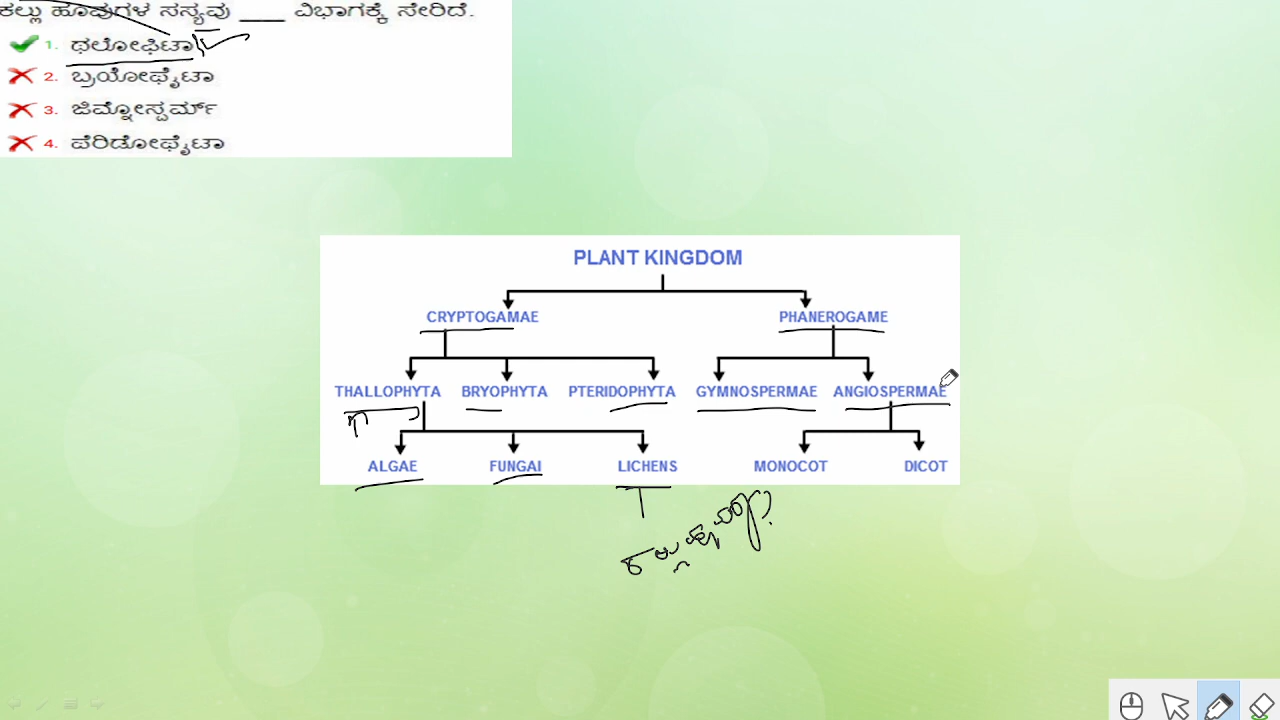 ಕಲ್ಲು ಹೂವುಗಳ ಸಸ್ಯವು ____ ವಿಭಾಗಕ್ಕೆ ಸೇರಿದೆ.
1. ಥಲೋಫಿಟಾ
2. ಬ್ರಯೋಫೈಟಾ
3. ಜಿಮ್ನೋಸ್ಪರ್ಮ್
4. ಪೆರಿಡೋಫೈಟಾ
PLANT KINGDOM
CRYPTOGAMAE PHANEROGAME
THALLOPHYTA BRYOPHYTA PTERIDOPHYTA GYMNOSPERMAE ANGIOSPERMAE
ALGAE FUNGAI LICHENS MONOCOT DICOT